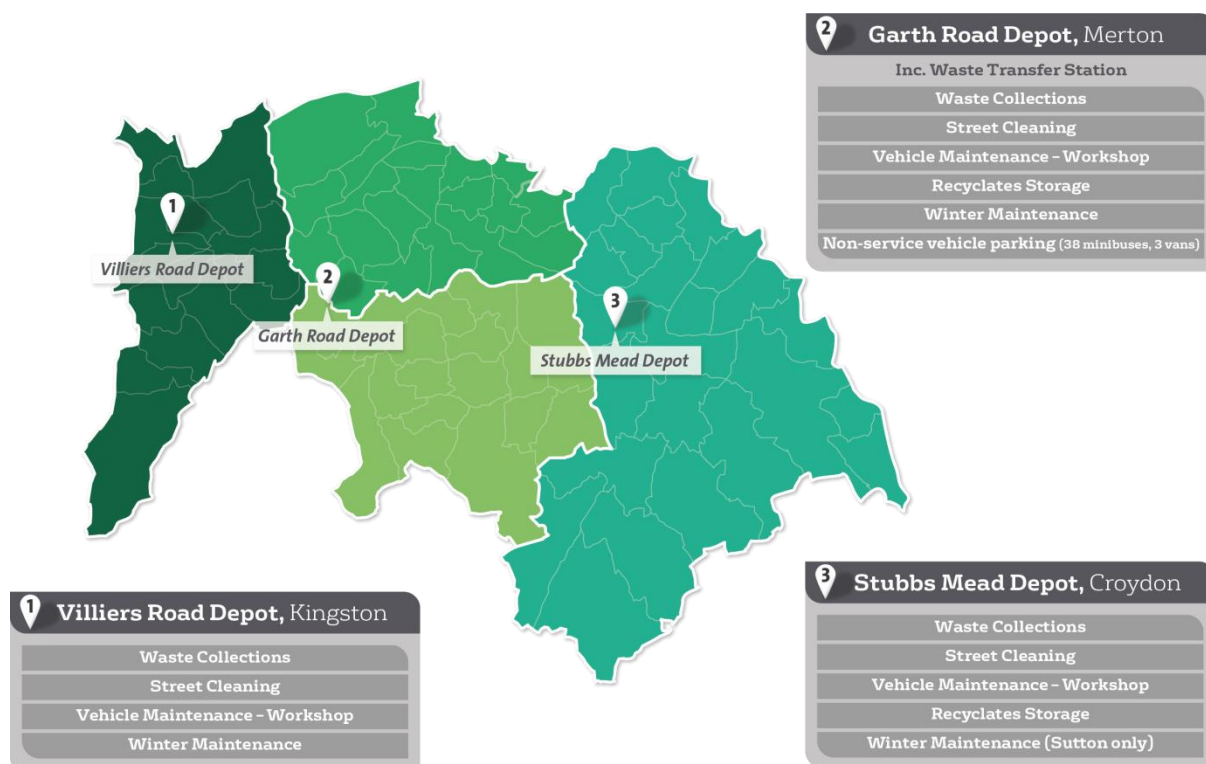 2 Garth Road Depot, Merton
Inc. Waste Transfer Station
Waste Collections
Street Cleaning
Vehicle Maintenance – Workshop
Recyclates Storage
Winter Maintenance
Non-service vehicle parking (38 minibuses, 3 vans)
1
Villiers Road Depot
2
Garth Road Depot
3
Stubbs Mead Depot
1 Villiers Road Depot, Kingston
Waste Collections
Street Cleaning
Vehicle Maintenance – Workshop
Winter Maintenance
3 Stubbs Mead Depot, Croydon
Waste Collections
Street Cleaning
Vehicle Maintenance – Workshop
Recyclates Storage
Winter Maintenance (Sutton only)